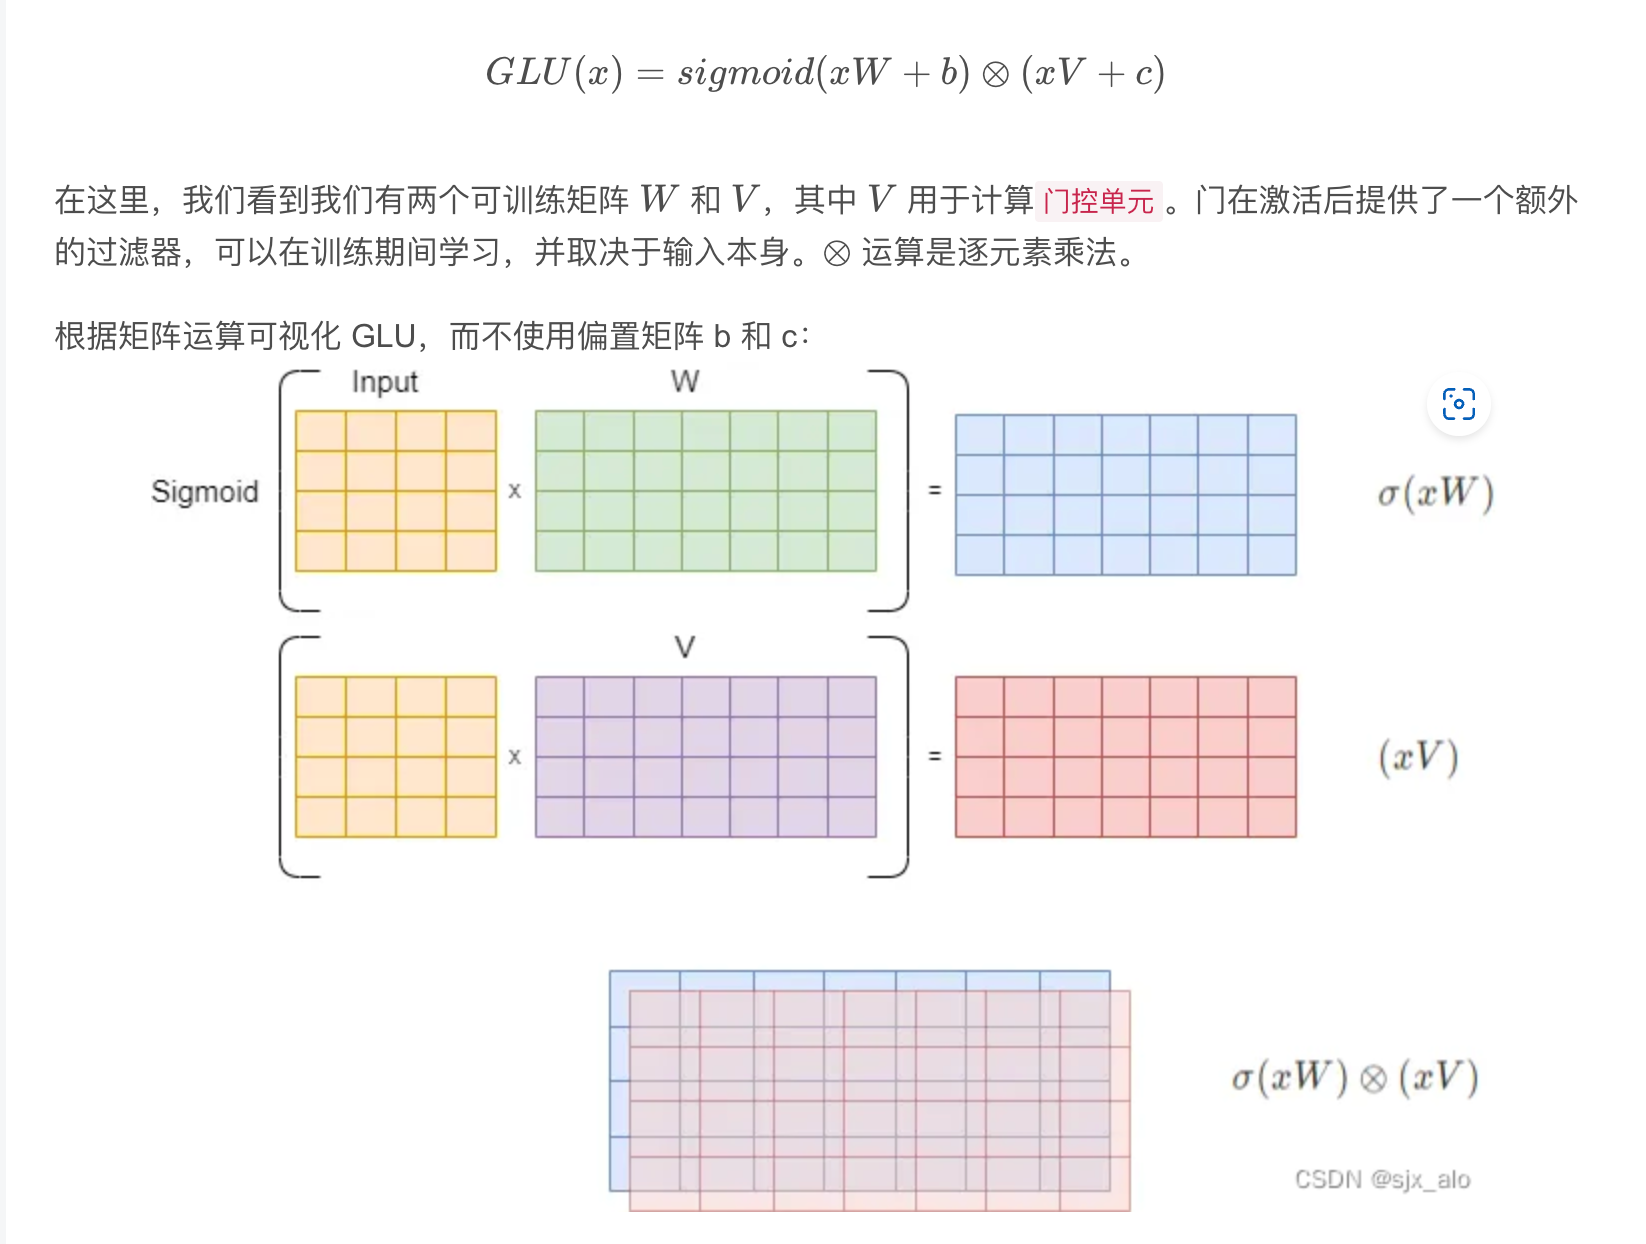 GLU(x) = sigmoid(xW + b) ⊗ (xV + c)
在这里，我们看到我们有两个可训练矩阵 W 和 V，其中 V 用于计算 门控单元 。门在激活后提供了一个额外
的过滤器，可以在训练期间学习，并取决于输入本身。⊗ 运算是逐元素乘法。
根据矩阵运算可视化 GLU，而不使用偏置矩阵 b 和 c：
Input W
Sigmoid x = σ(xW)
V
x = (xV)
σ(xW) ⊗ (xV)
CSDN @sjx_alo